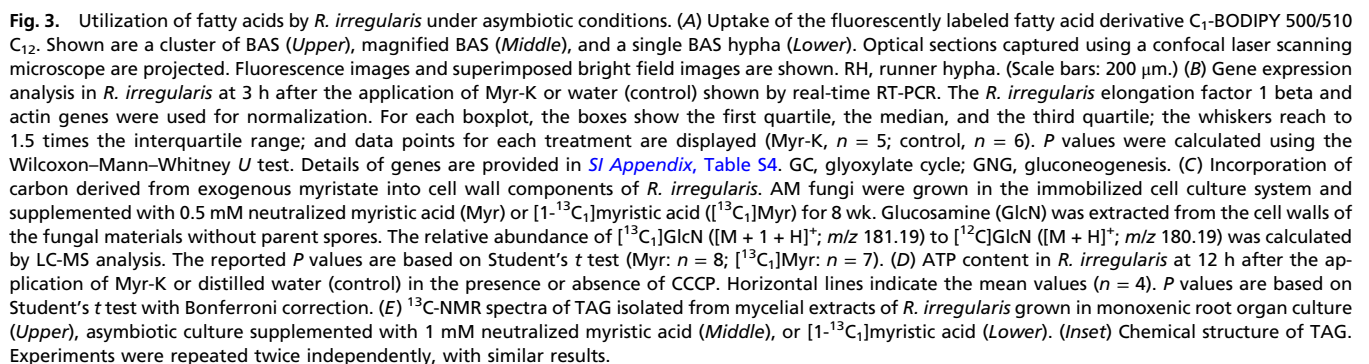 Fig. 3. Utilization of fatty acids by R. irregularis under asymbiotic conditions. (A) Uptake of the fluorescently labeled fatty acid derivative C₁-BODIPY 500/510
C₁₂. Shown are a cluster of BAS (Upper), magnified BAS (Middle), and a single BAS hypha (Lower). Optical sections captured using a confocal laser scanning
microscope are projected. Fluorescence images and superimposed bright field images are shown. RH, runner hypha. (Scale bars: 200 μm.) (B) Gene expression
analysis in R. irregularis at 3 h after the application of Myr-K or water (control) shown by real-time RT-PCR. The R. irregularis elongation factor 1 beta and
actin genes were used for normalization. For each boxplot, the boxes show the first quartile, the median, and the third quartile; the whiskers reach to
1.5 times the interquartile range; and data points for each treatment are displayed (Myr-K, n = 5; control, n = 6). P values were calculated using the
Wilcoxon–Mann–Whitney U test. Details of genes are provided in SI Appendix, Table S4. GC, glyoxylate cycle; GNG, gluconeogenesis. (C) Incorporation of
carbon derived from exogenous myristate into cell wall components of R. irregularis. AM fungi were grown in the immobilized cell culture system and
supplemented with 0.5 mM neutralized myristic acid (Myr) or [1-¹³C₁]myristic acid ([¹³C₁]Myr) for 8 wk. Glucosamine (GlcN) was extracted from the cell walls of
the fungal materials without parent spores. The relative abundance of [¹³C₁]GlcN ([M + 1 + H]⁺; m/z 181.19) to [¹²C]GlcN ([M + H]⁺; m/z 180.19) was calculated
by LC-MS analysis. The reported P values are based on Student's t test (Myr: n = 8; [¹³C₁]Myr: n = 7). (D) ATP content in R. irregularis at 12 h after the ap-
plication of Myr-K or distilled water (control) in the presence or absence of CCCP. Horizontal lines indicate the mean values (n = 4). P values are based on
Student's t test with Bonferroni correction. (E) ¹³C-NMR spectra of TAG isolated from mycelial extracts of R. irregularis grown in monoxenic root organ culture
(Upper), asymbiotic culture supplemented with 1 mM neutralized myristic acid (Middle), or [1-¹³C₁]myristic acid (Lower). (Inset) Chemical structure of TAG.
Experiments were repeated twice independently, with similar results.